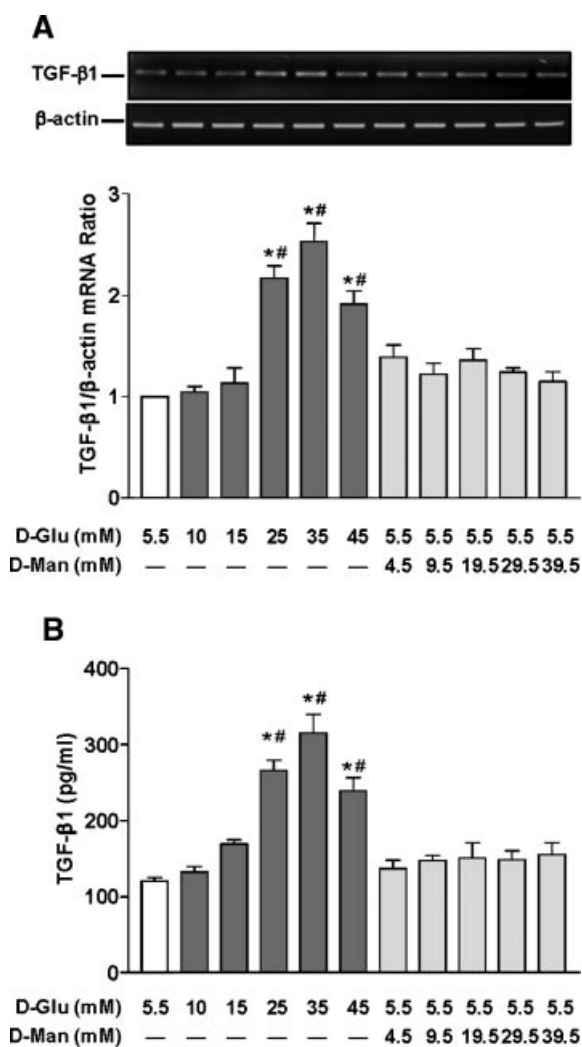 A
TGF-β1
β-actin
TGF-β1/β-actin mRNA Ratio
3
2
1
0
*# *# *#
D-Glu (mM) 5.5 10 15 25 35 45 5.5 5.5 5.5 5.5 5.5
D-Man (mM) — — — — — — 4.5 9.5 19.5 29.5 39.5
B
TGF-β1 (pg/ml)
400
300
200
100
0
*# *# *#
D-Glu (mM) 5.5 10 15 25 35 45 5.5 5.5 5.5 5.5 5.5
D-Man (mM) — — — — — — 4.5 9.5 19.5 29.5 39.5